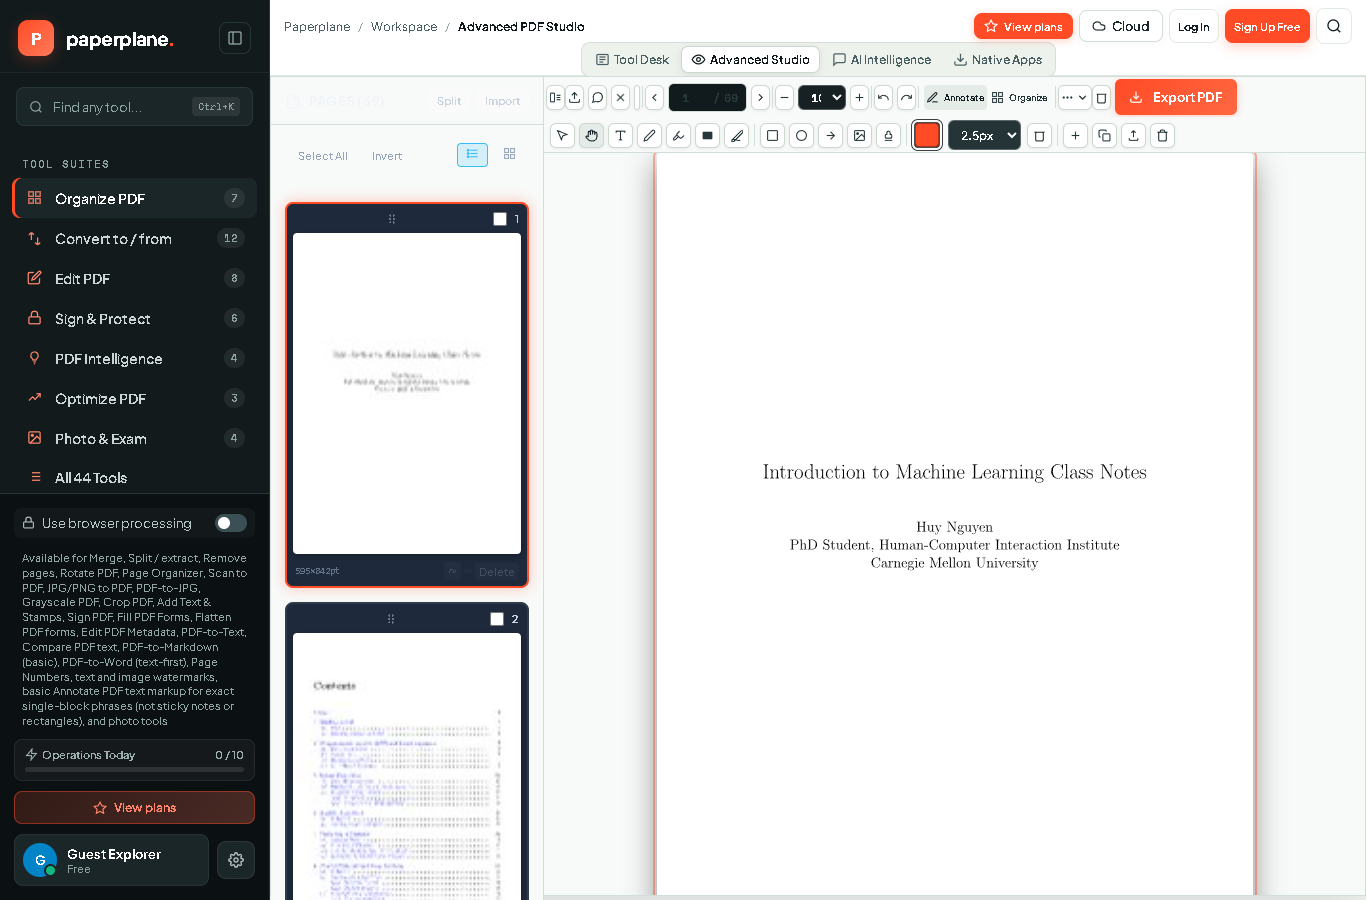 P paperplane.
Find any tool... Ctrl+K
TOOL SUITES
Organize PDF 7
Convert to / from 12
Edit PDF 8
Sign & Protect 6
PDF Intelligence 4
Optimize PDF 3
Photo & Exam 4
All 44 Tools
Use browser processing
Available for Merge, Split / extract, Remove
pages, Rotate PDF, Page Organizer, Scan to
PDF, JPG/PNG to PDF, PDF-to-JPG,
Grayscale PDF, Crop PDF, Add Text &
Stamps, Sign PDF, Fill PDF Forms, Flatten
PDF forms, Edit PDF Metadata, PDF-to-Text,
Compare PDF text, PDF-to-Markdown
(basic), PDF-to-Word (text-first), Page
Numbers, text and image watermarks,
basic Annotate PDF text markup for exact
single-block phrases (not sticky notes or
rectangles), and photo tools
Operations Today 0 / 10
View plans
G Guest Explorer
Free
Paperplane / Workspace / Advanced PDF Studio
View plans Cloud Log In Sign Up Free
Tool Desk Advanced Studio AI Intelligence Native Apps
PAGES (69) Split Import
Select All Invert
1
595×842pt Delete
2
Contents
1 / 69 Annotate Organize Export PDF
T 2.5px
Introduction to Machine Learning Class Notes
Huy Nguyen
PhD Student, Human-Computer Interaction Institute
Carnegie Mellon University